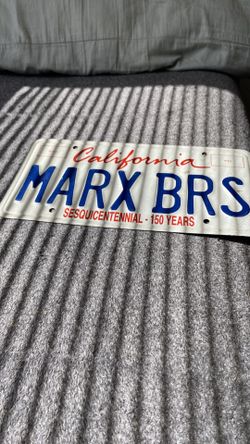 California
MARX BRS
SESQUICENTENNIAL - 150 YEARS